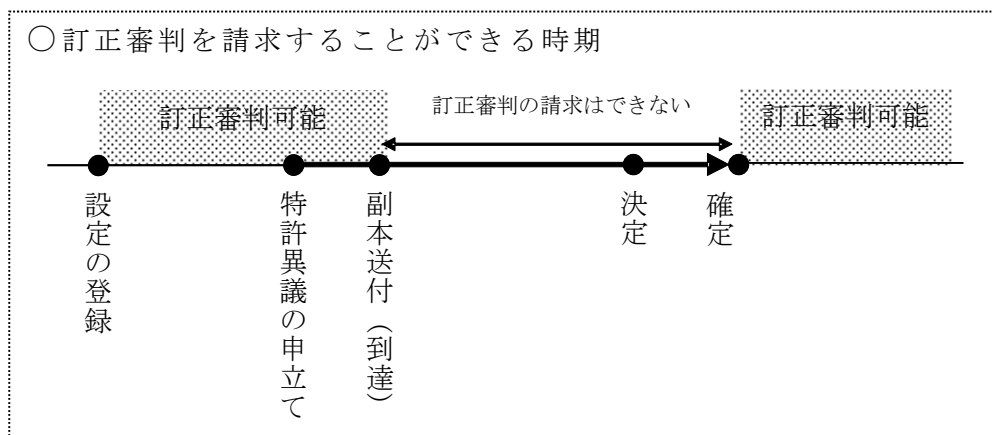 ○訂正審判を請求することができる時期
訂正審判可能
訂正審判の請求はできない
訂正審判可能
設定の登録
特許異議の申立て
副本送付（到達）
決定
確定